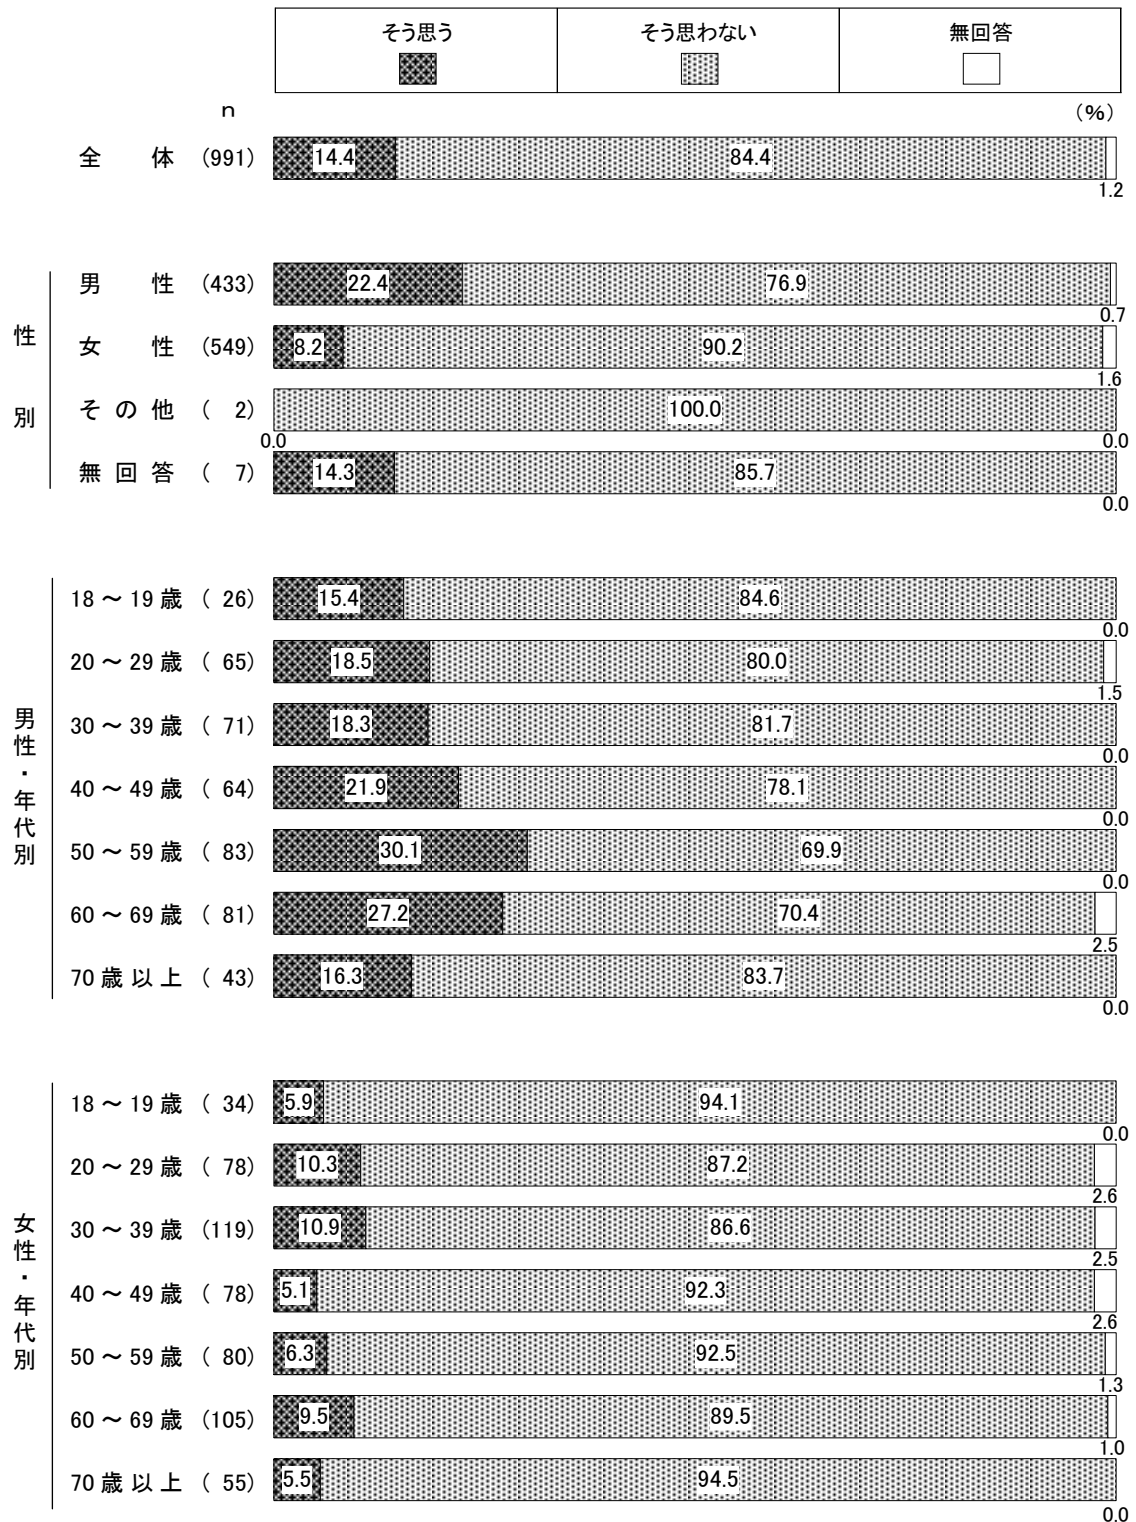 そう思う そう思わない 無回答
n (%)
全体 (991) 14.4 84.4 1.2
性別
男性 (433) 22.4 76.9 0.7
女性 (549) 8.2 90.2 1.6
その他 ( 2) 0.0 100.0 0.0
無回答 ( 7) 14.3 85.7 0.0
男性・年代別
18～19歳 ( 26) 15.4 84.6 0.0
20～29歳 ( 65) 18.5 80.0 1.5
30～39歳 ( 71) 18.3 81.7 0.0
40～49歳 ( 64) 21.9 78.1 0.0
50～59歳 ( 83) 30.1 69.9 0.0
60～69歳 ( 81) 27.2 70.4 2.5
70歳以上 ( 43) 16.3 83.7 0.0
女性・年代別
18～19歳 ( 34) 5.9 94.1 0.0
20～29歳 ( 78) 10.3 87.2 2.6
30～39歳 (119) 10.9 86.6 2.5
40～49歳 ( 78) 5.1 92.3 2.6
50～59歳 ( 80) 6.3 92.5 1.3
60～69歳 (105) 9.5 89.5 1.0
70歳以上 ( 55) 5.5 94.5 0.0